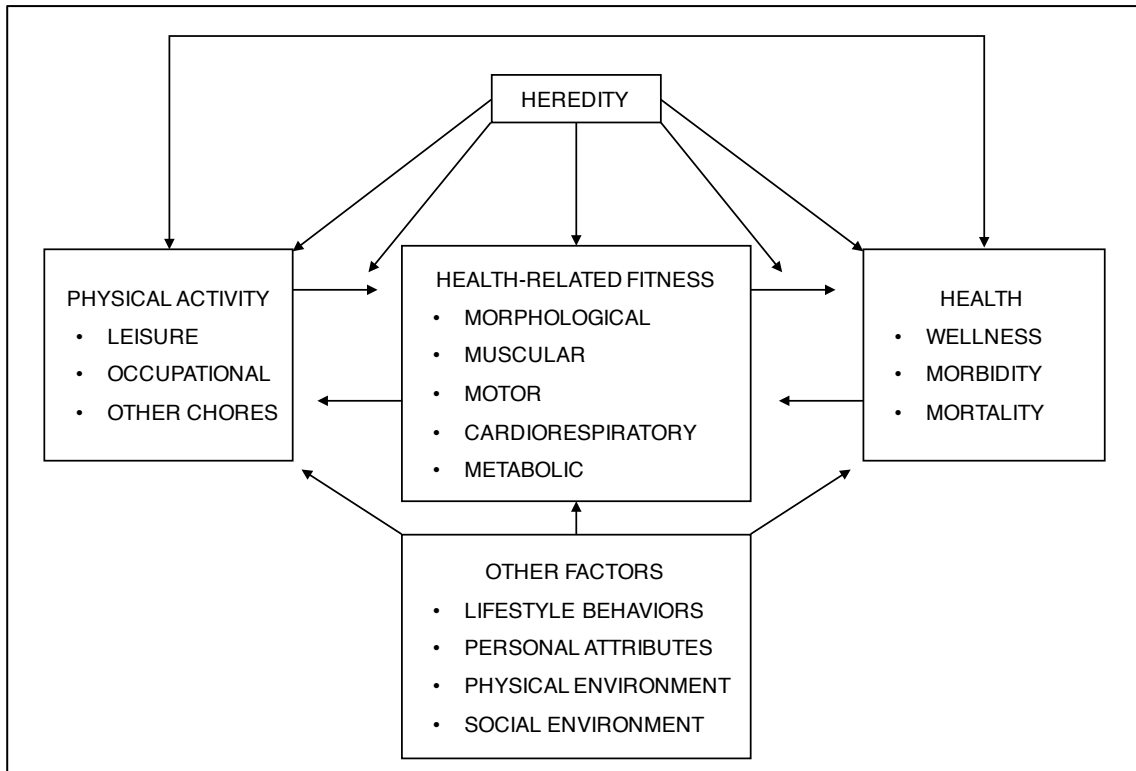 HEREDITY
PHYSICAL ACTIVITY
• LEISURE
• OCCUPATIONAL
• OTHER CHORES
HEALTH-RELATED FITNESS
• MORPHOLOGICAL
• MUSCULAR
• MOTOR
• CARDIORESPIRATORY
• METABOLIC
HEALTH
• WELLNESS
• MORBIDITY
• MORTALITY
OTHER FACTORS
• LIFESTYLE BEHAVIORS
• PERSONAL ATTRIBUTES
• PHYSICAL ENVIRONMENT
• SOCIAL ENVIRONMENT